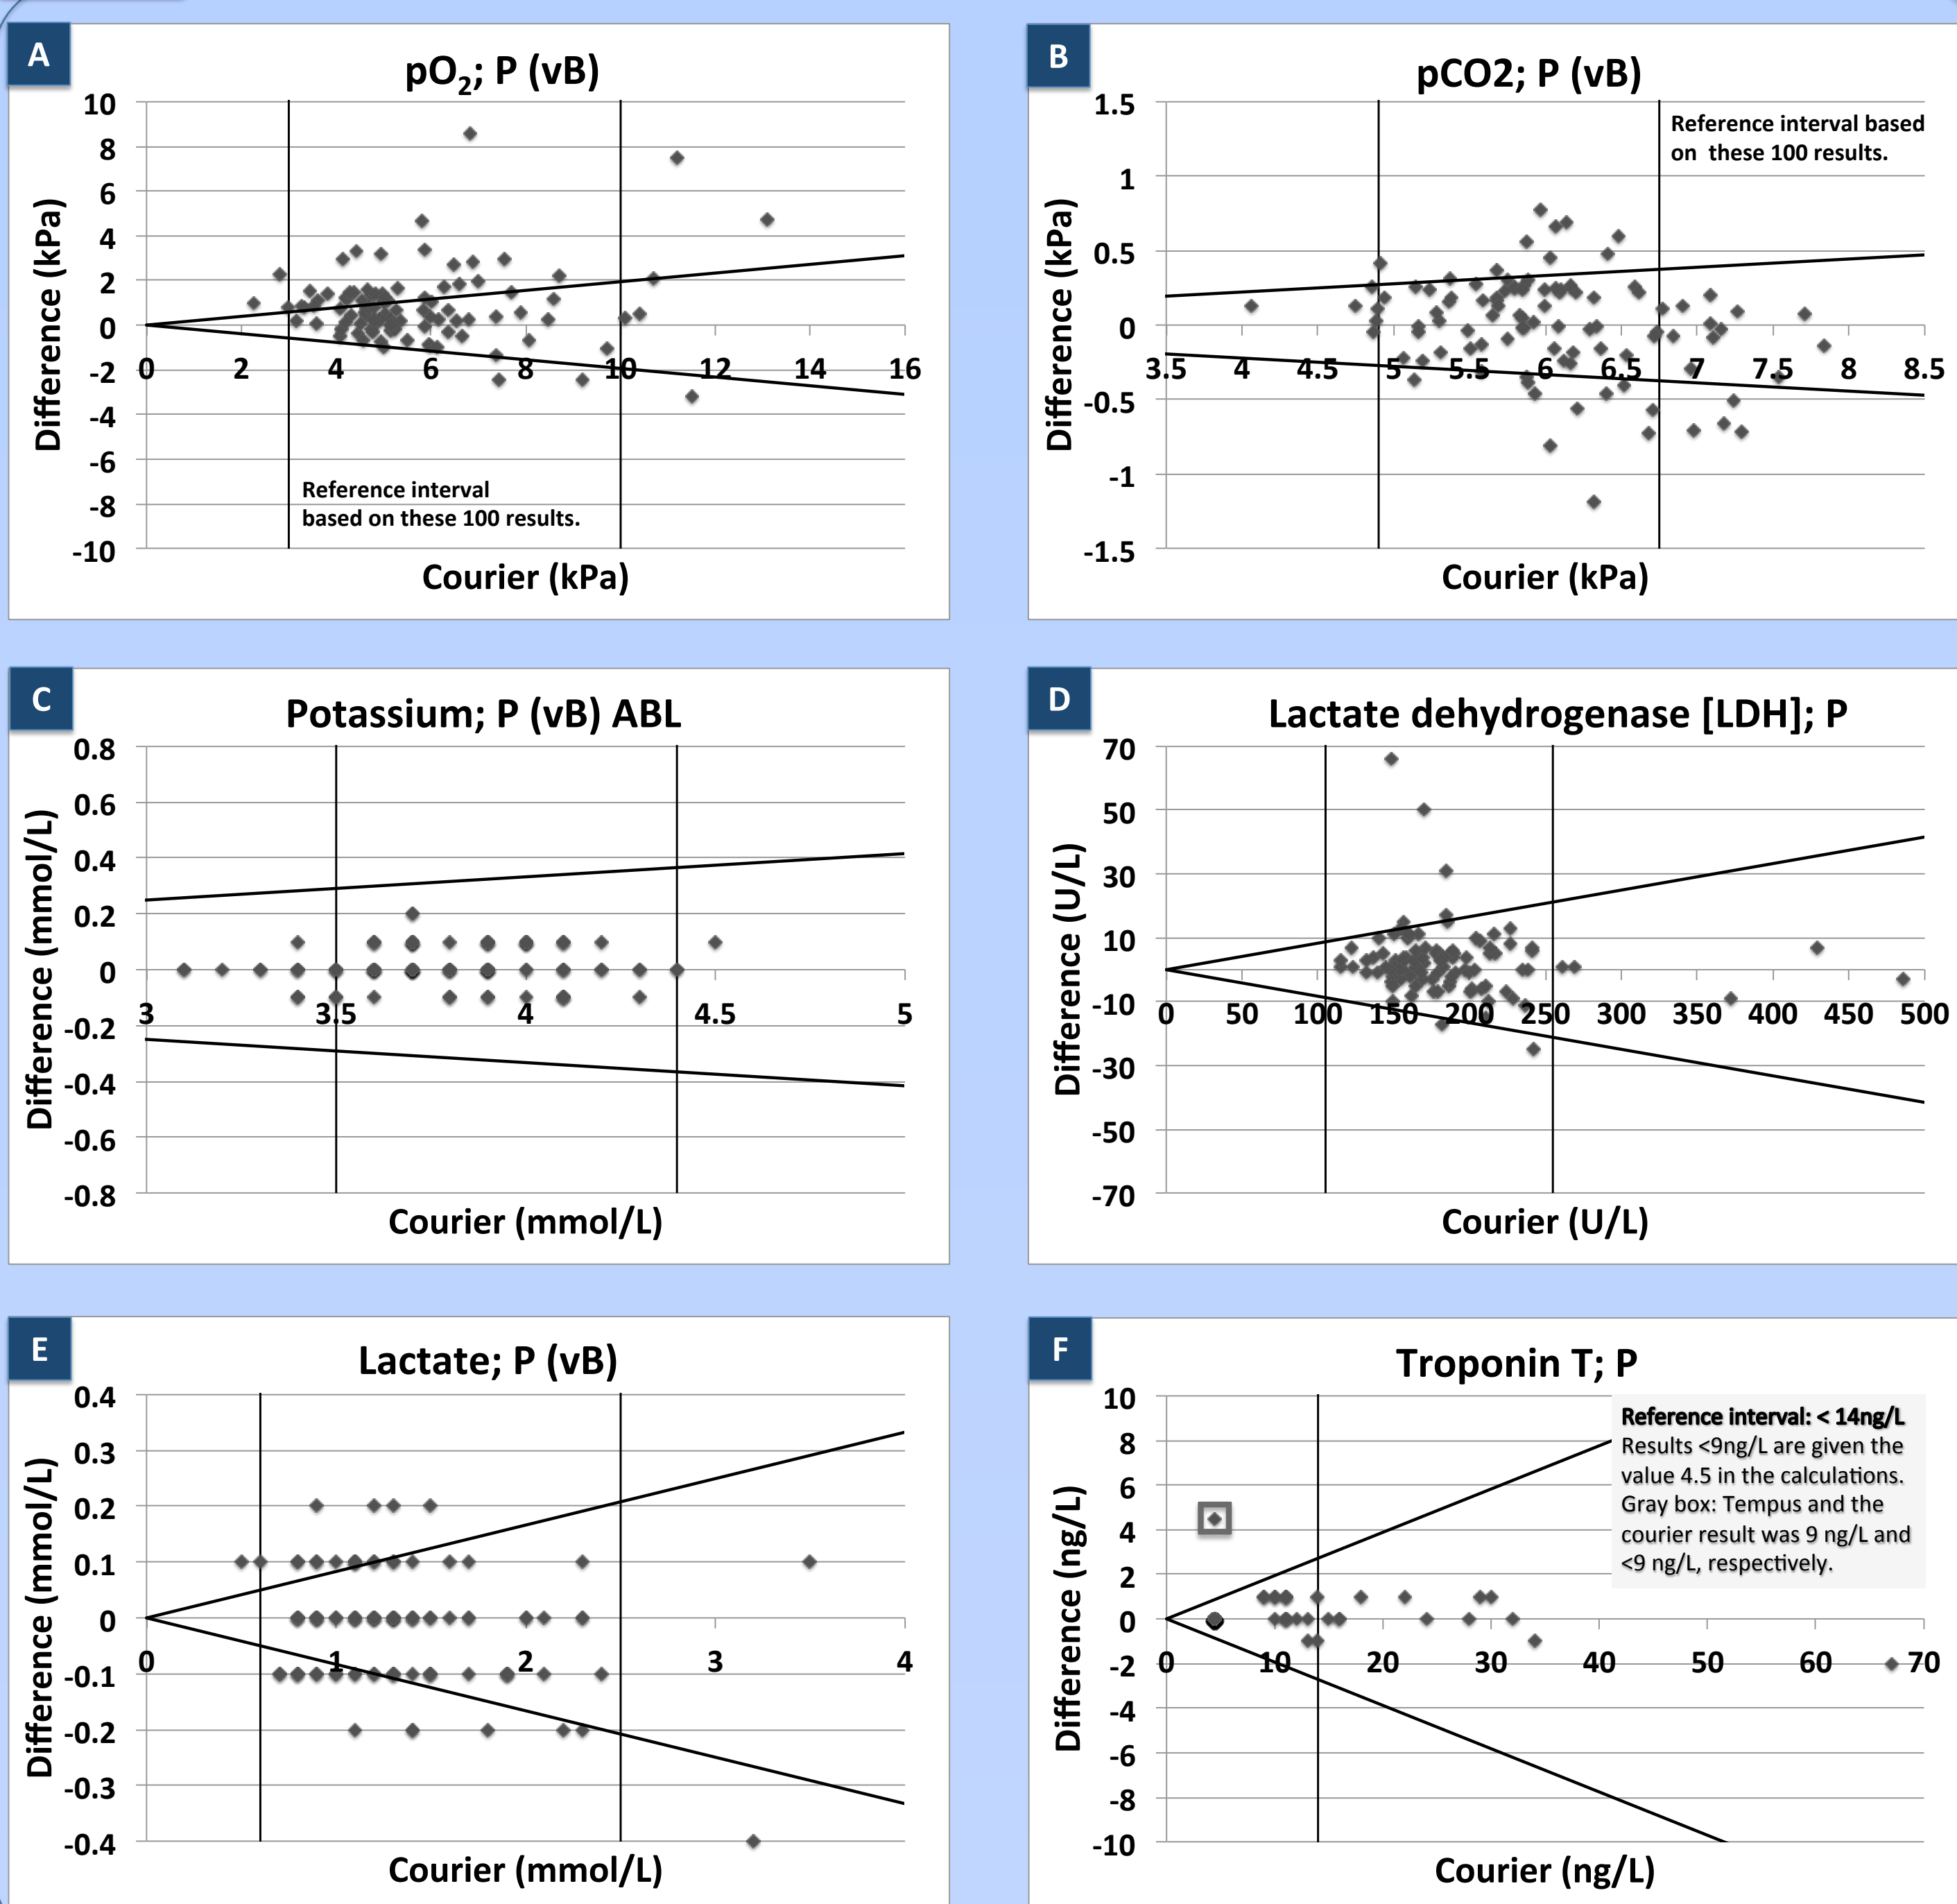 A
pO2; P (vB)
10
8
6
4
2
0
-2
-4
-6
-8
-10
0 2 4 6 8 10 12 14 16
Difference (kPa)
Reference interval
based on these 100 results.
Courier (kPa)
B
pCO2; P (vB)
1.5
1
0.5
0
-0.5
-1
-1.5
3.5 4 4.5 5 5.5 6 6.5 7 7.5 8 8.5
Difference (kPa)
Reference interval based
on these 100 results.
Courier (kPa)
C
Potassium; P (vB) ABL
0.8
0.6
0.4
0.2
0
-0.2
-0.4
-0.6
-0.8
3 3.5 4 4.5 5
Difference (mmol/L)
Courier (mmol/L)
D
Lactate dehydrogenase [LDH]; P
70
50
30
10
-10
-30
-50
-70
0 50 100 150 200 250 300 350 400 450 500
Difference (U/L)
Courier (U/L)
E
Lactate; P (vB)
0.4
0.3
0.2
0.1
0
-0.1
-0.2
-0.3
-0.4
0 1 2 3 4
Difference (mmol/L)
Courier (mmol/L)
F
Troponin T; P
10
8
6
4
2
0
-2
-4
-6
-8
-10
0 10 20 30 40 50 60 70
Difference (ng/L)
Reference interval: < 14ng/L
Results <9ng/L are given the
value 4.5 in the calculations.
Gray box: Tempus and the
courier result was 9 ng/L and
<9 ng/L, respectively.
Courier (ng/L)